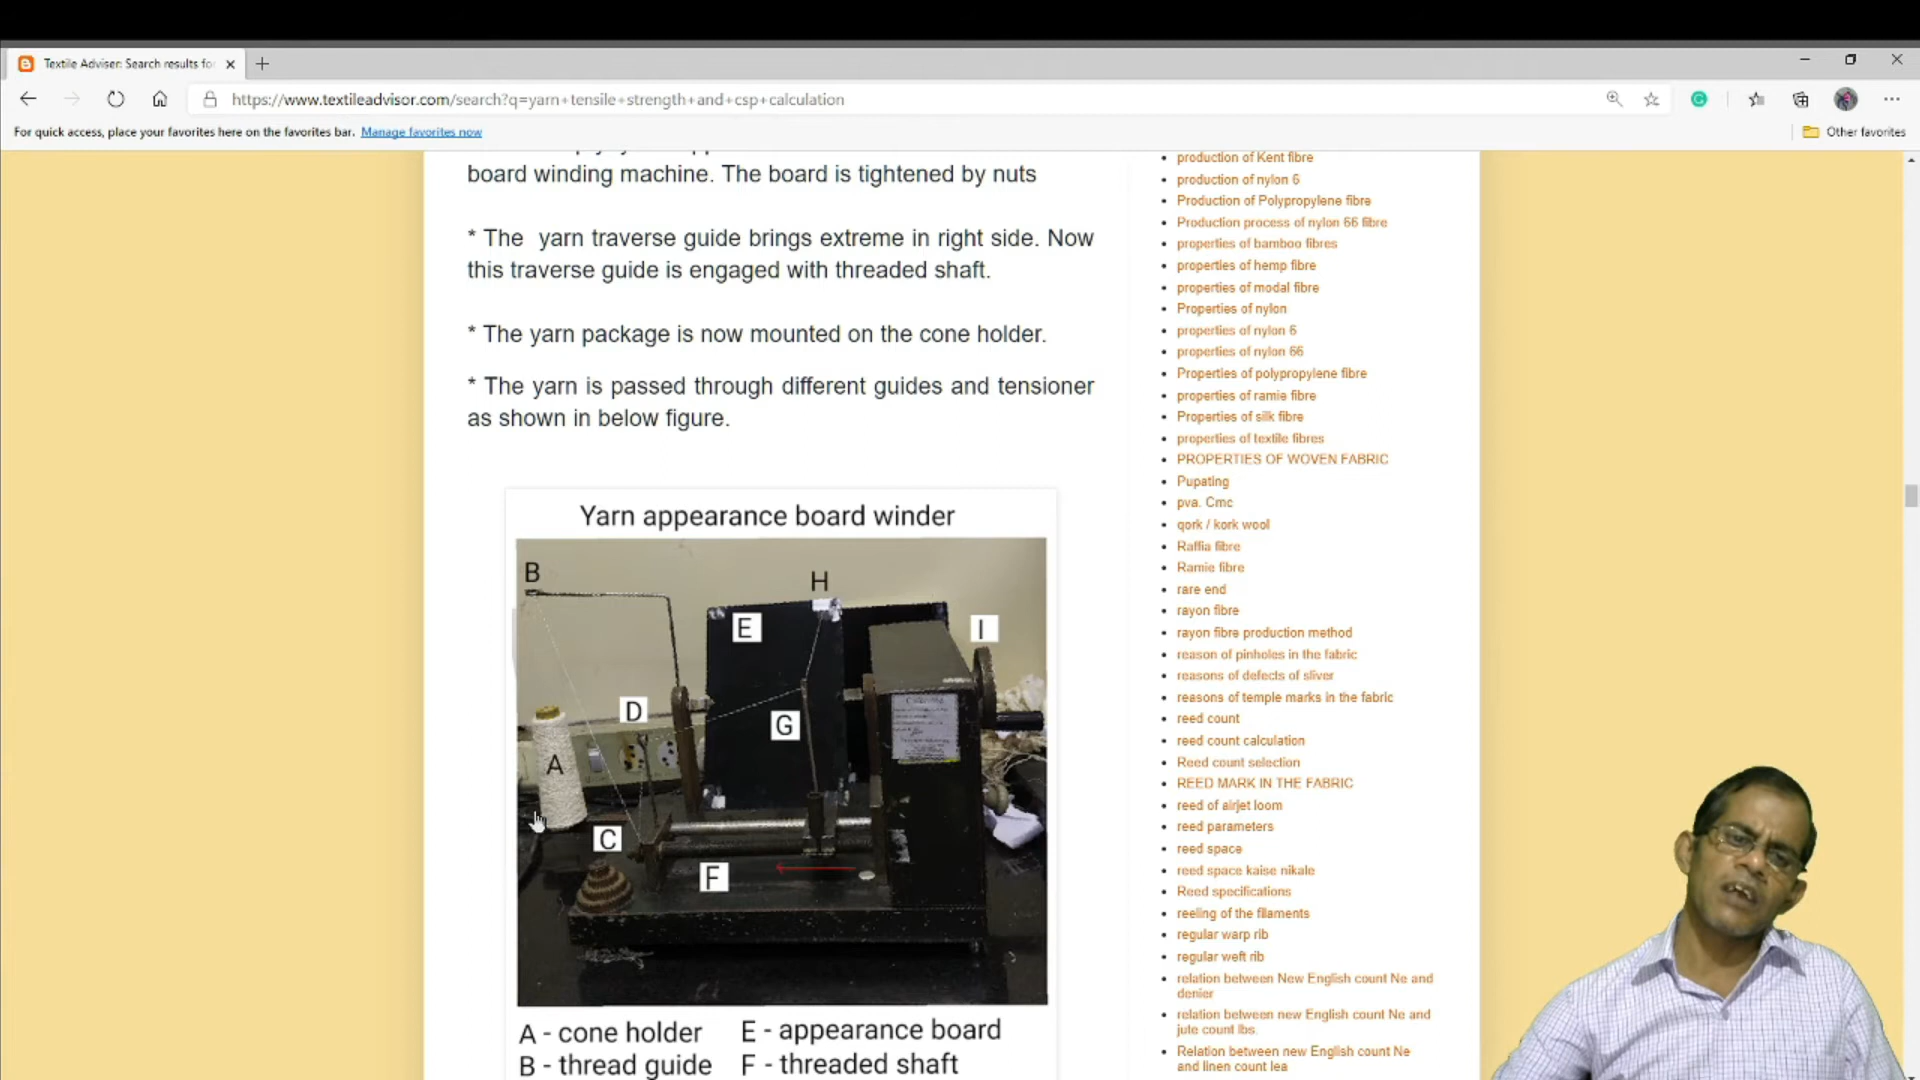 Textile Adviser: Search results fo
https://www.textileadvisor.com/search?q=yarn+tensile+strength+and+csp+calculation
For quick access, place your favorites here on the favorites bar. Manage favorites now
Other favorites
board winding machine. The board is tightened by nuts
* The yarn traverse guide brings extreme in right side. Now
this traverse guide is engaged with threaded shaft.
* The yarn package is now mounted on the cone holder.
* The yarn is passed through different guides and tensioner
as shown in below figure.
Yarn appearance board winder
B
H
E
I
D
G
A
C
F
A - cone holder
E - appearance board
B - thread guide
F - threaded shaft
production of Kent fibre
production of nylon 6
Production of Polypropylene fibre
Production process of nylon 66 fibre
properties of bamboo fibres
properties of hemp fibre
properties of modal fibre
Properties of nylon
properties of nylon 6
properties of nylon 66
Properties of polypropylene fibre
properties of ramie fibre
Properties of silk fibre
properties of textile fibres
PROPERTIES OF WOVEN FABRIC
Pupating
pva. Cmc
qork / kork wool
Raffia fibre
Ramie fibre
rare end
rayon fibre
rayon fibre production method
reason of pinholes in the fabric
reasons of defects of sliver
reasons of temple marks in the fabric
reed count
reed count calculation
Reed count selection
REED MARK IN THE FABRIC
reed of airjet loom
reed parameters
reed space
reed space kaise nikale
Reed specifications
reeling of the filaments
regular warp rib
regular weft rib
relation between New English count Ne and
denier
relation between new English count Ne and
jute count lbs.
Relation between new English count Ne
and linen count lea